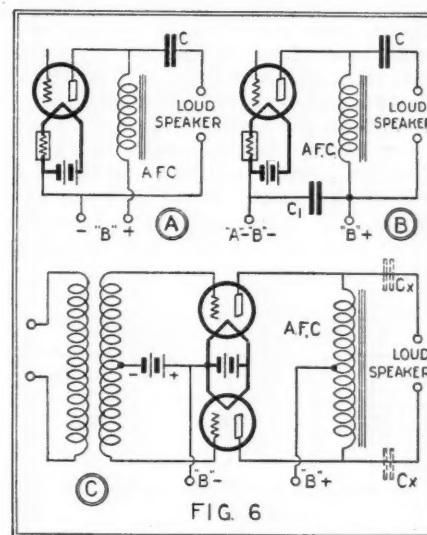 C
LOUD
SPEAKER
A.F.C
- "B" +
A
C
LOUD
SPEAKER
A.F.C.
C1
"A"-"B"-
"B"+
B
- +
A.F.C
Cx
LOUD
SPEAKER
Cx
"B"-
"B"+
C
FIG. 6